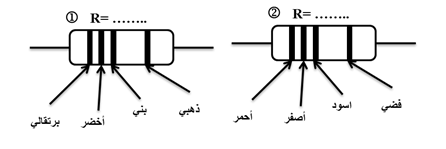 ① R= ……..
② R= ……..
برتقالي
أخضر
بني
ذهبي
أحمر
أصفر
اسود
فضي